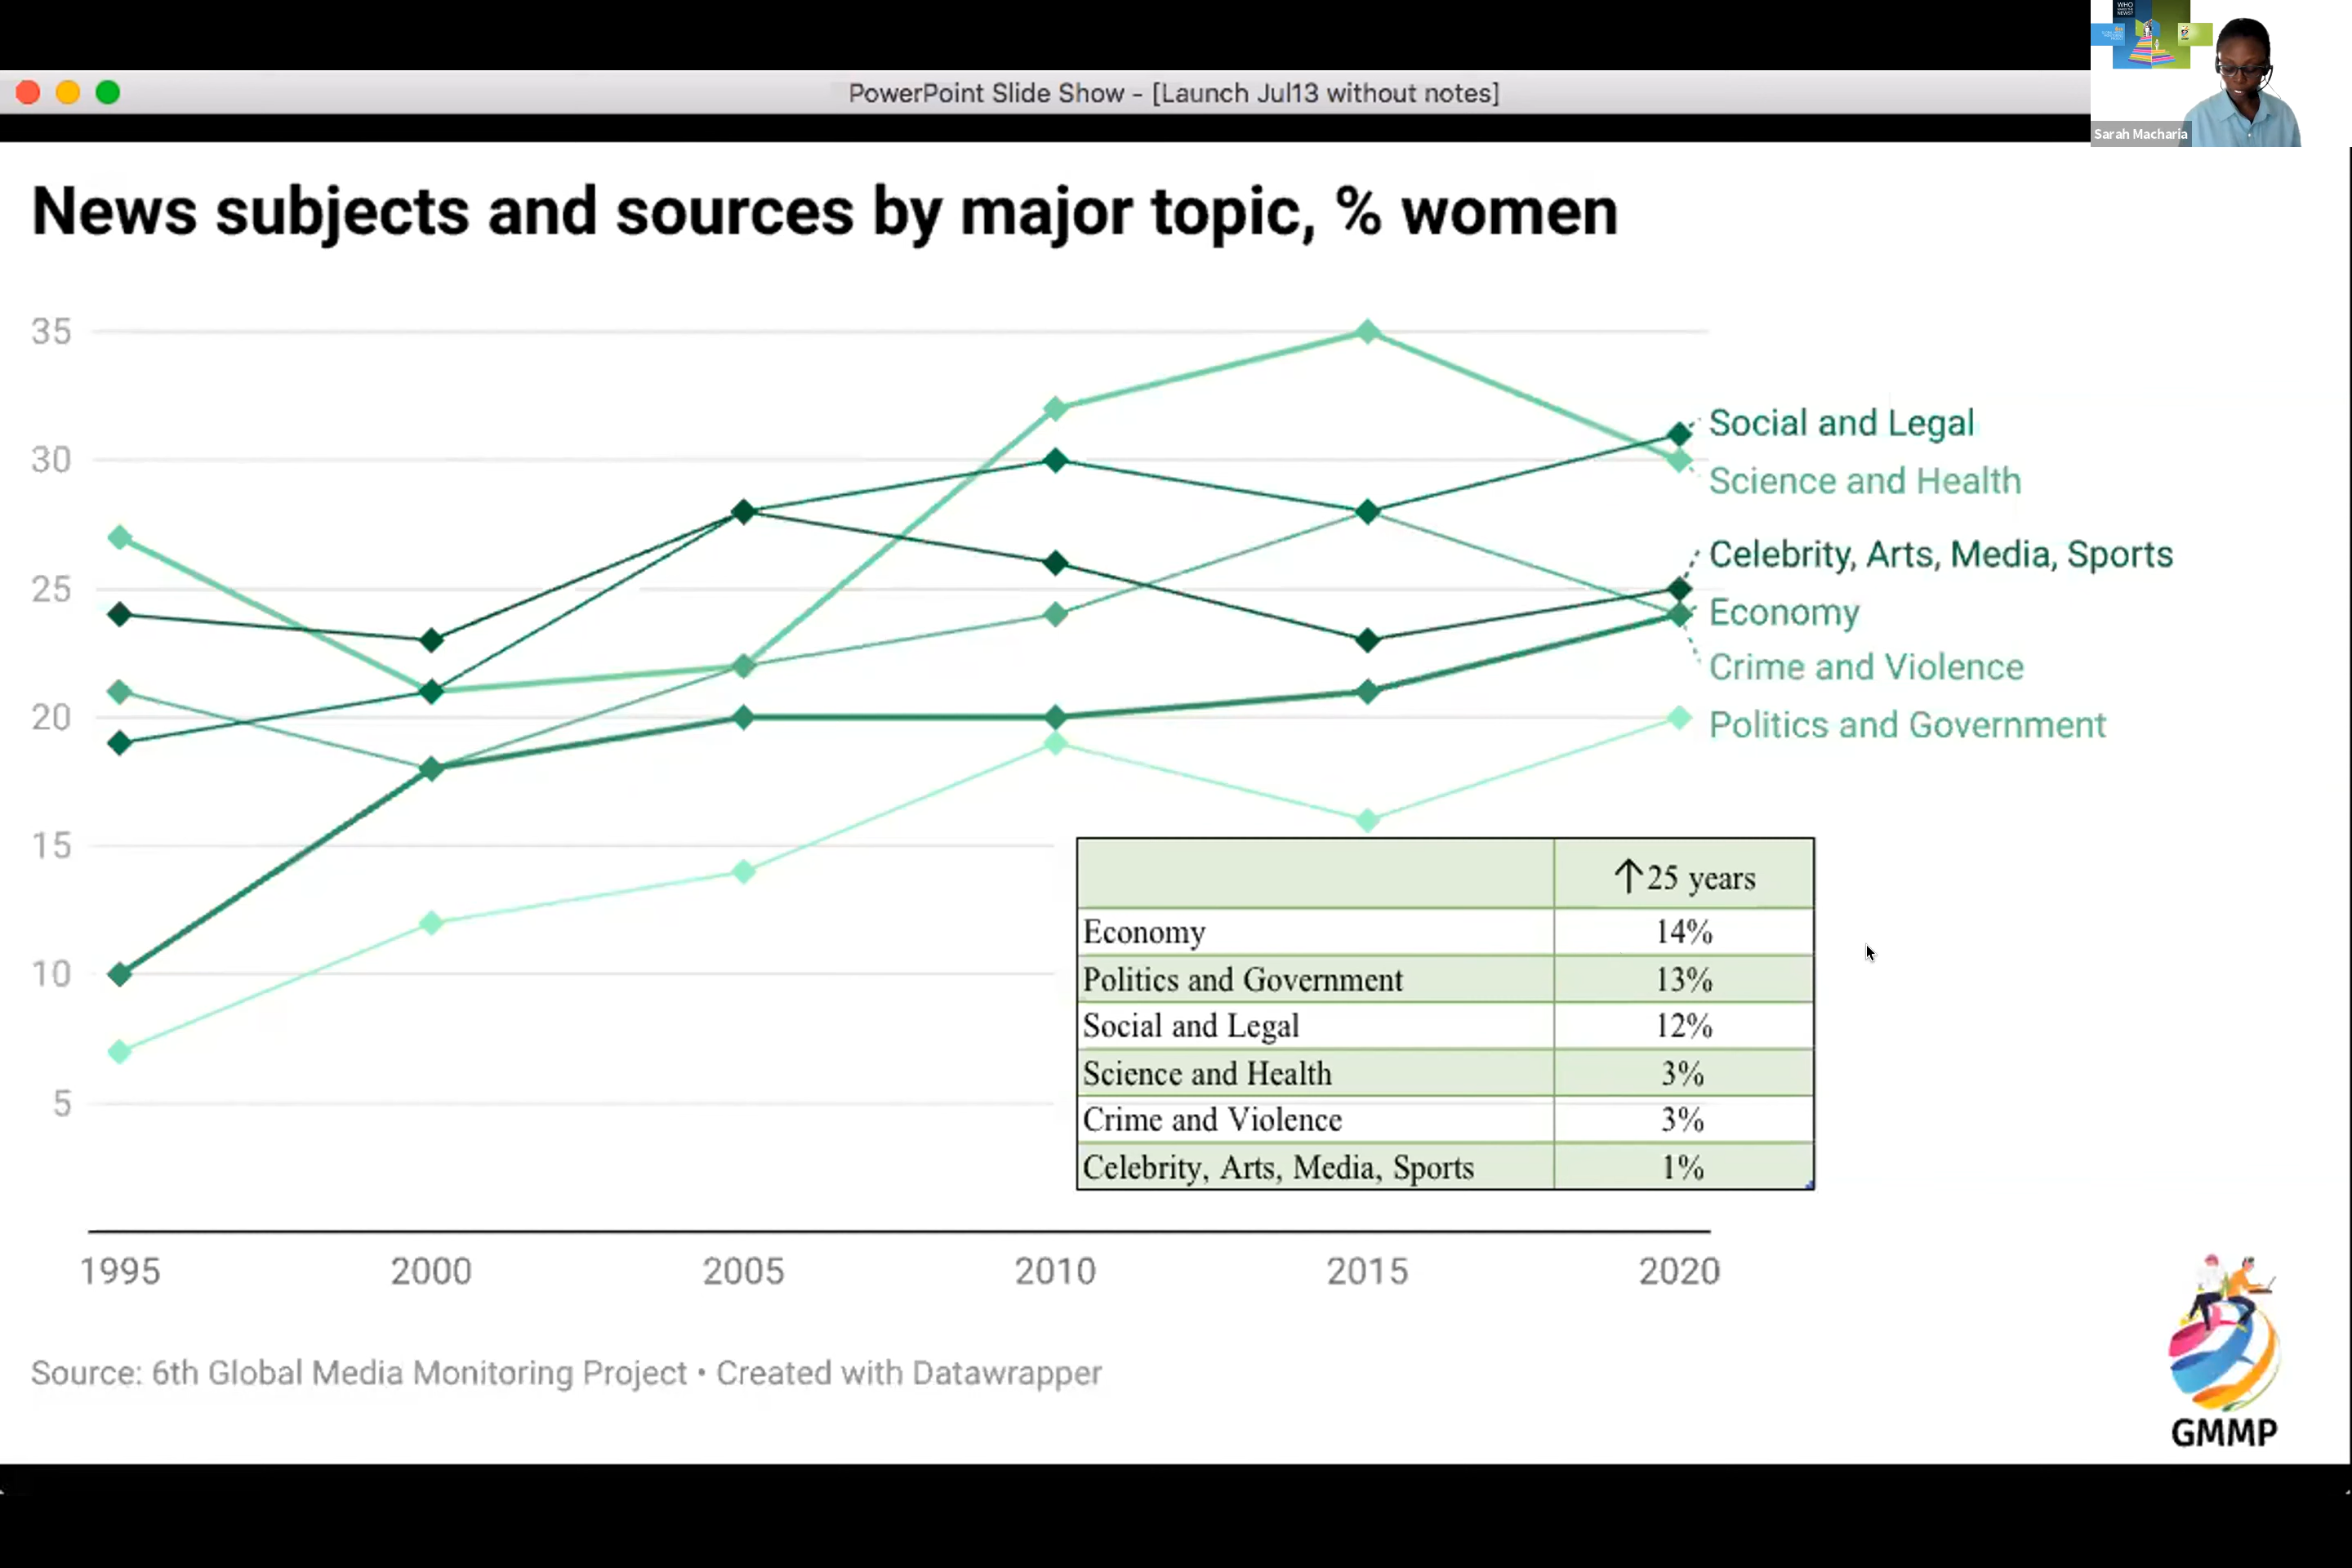 WHO
PowerPoint Slide Show - [Launch Jul13 without notes]
Sarah Macharia
News subjects and sources by major topic, % women
35
30
25
20
15
10
5
Social and Legal
Science and Health
Celebrity, Arts, Media, Sports
Economy
Crime and Violence
Politics and Government
↑25 years
Economy 14%
Politics and Government 13%
Social and Legal 12%
Science and Health 3%
Crime and Violence 3%
Celebrity, Arts, Media, Sports 1%
1995 2000 2005 2010 2015 2020
Source: 6th Global Media Monitoring Project • Created with Datawrapper
GMMP